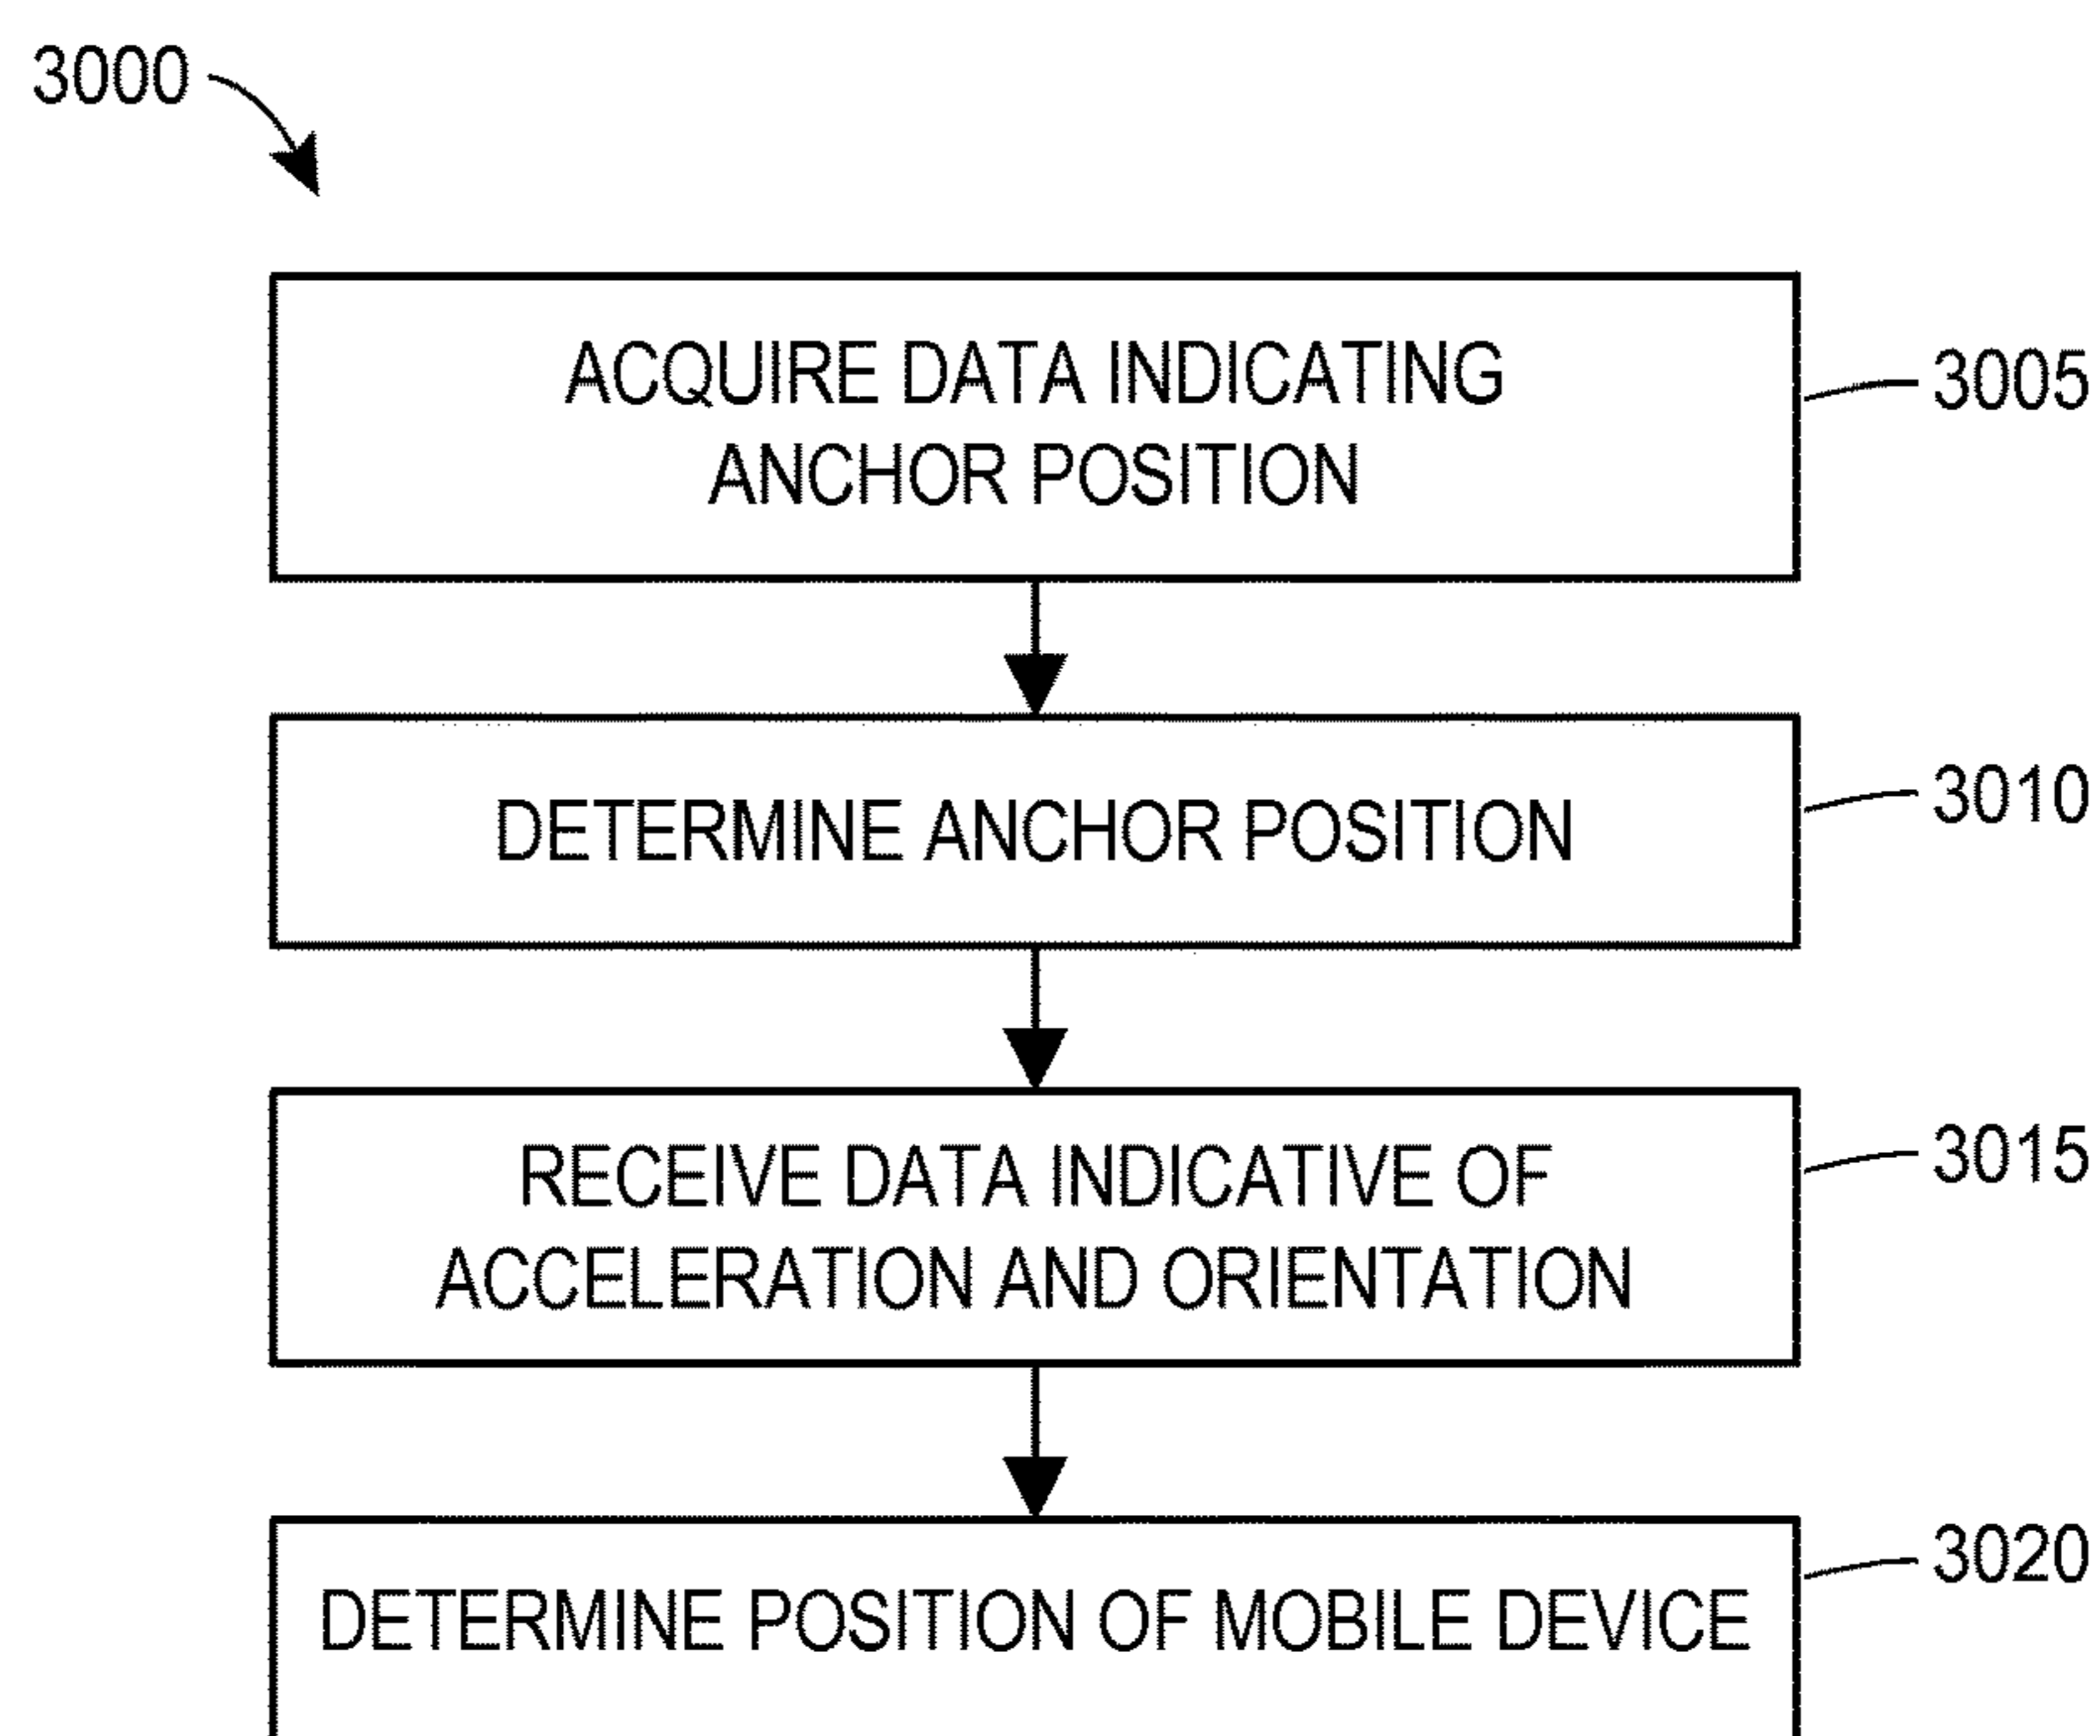 3000
ACQUIRE DATA INDICATING
ANCHOR POSITION
3005
DETERMINE ANCHOR POSITION
3010
RECEIVE DATA INDICATIVE OF
ACCELERATION AND ORIENTATION
3015
DETERMINE POSITION OF MOBILE DEVICE
3020